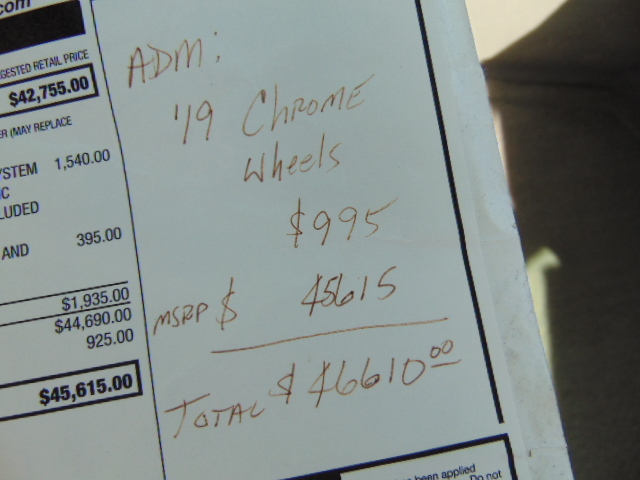 .com
GESTED RETAIL PRICE
$42,755.00
ER (MAY REPLACE
YSTEM 1,540.00
IC
LUDED
AND 395.00
$1,935.00
$44,690.00
925.00
$45,615.00
ADM:
'19 CHROME
Wheels
$995
MSRP $ 45615
TOTAL $ 46610.00
been applied
Do not